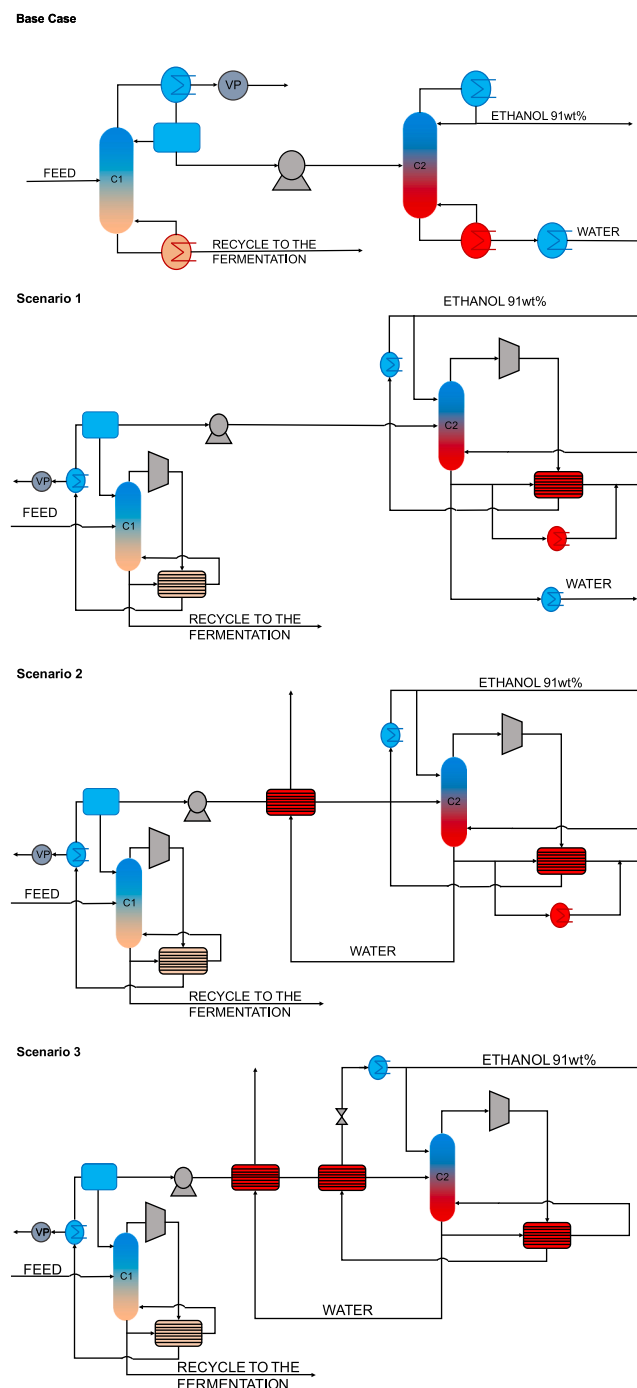 Base Case
VP
ETHANOL 91wt%
FEED
C1
C2
RECYCLE TO THE
FERMENTATION
WATER
Scenario 1
ETHANOL 91wt%
C2
VP
FEED
C1
WATER
RECYCLE TO THE
FERMENTATION
Scenario 2
ETHANOL 91wt%
C2
VP
FEED
C1
WATER
RECYCLE TO THE
FERMENTATION
Scenario 3
ETHANOL 91wt%
C2
VP
FEED
C1
WATER
RECYCLE TO THE
FERMENTATION